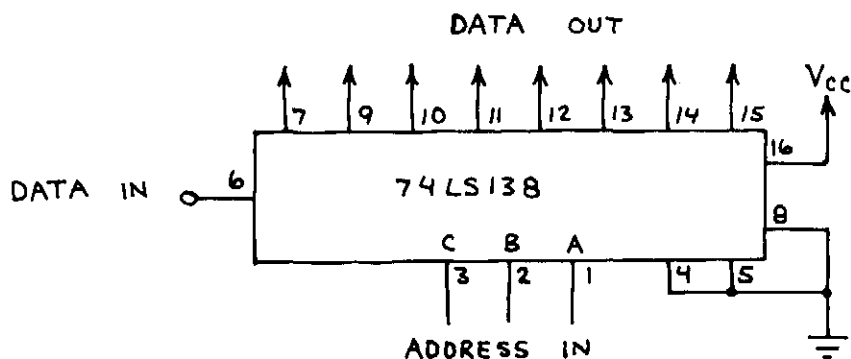 DATA OUT
7 9 10 11 12 13 14 15
VCC
16
DATA IN 6
74LS138
8
C B A
3 2 1 4 5
ADDRESS IN